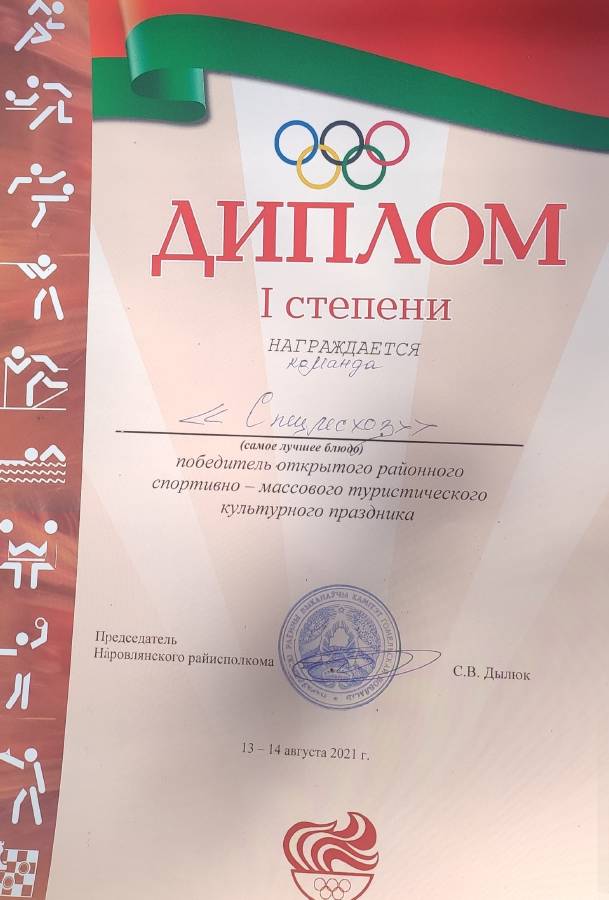 ДИПЛОМ
I степени
НАГРАЖДАЕТСЯ
команда
« Спецлесхоз »
(самое лучшее блюдо)
победитель открытого районного
спортивно – массового туристического
культурного праздника
Председатель
Наровлянского райисполкома
С.В. Дылюк
13 – 14 августа 2021 г.